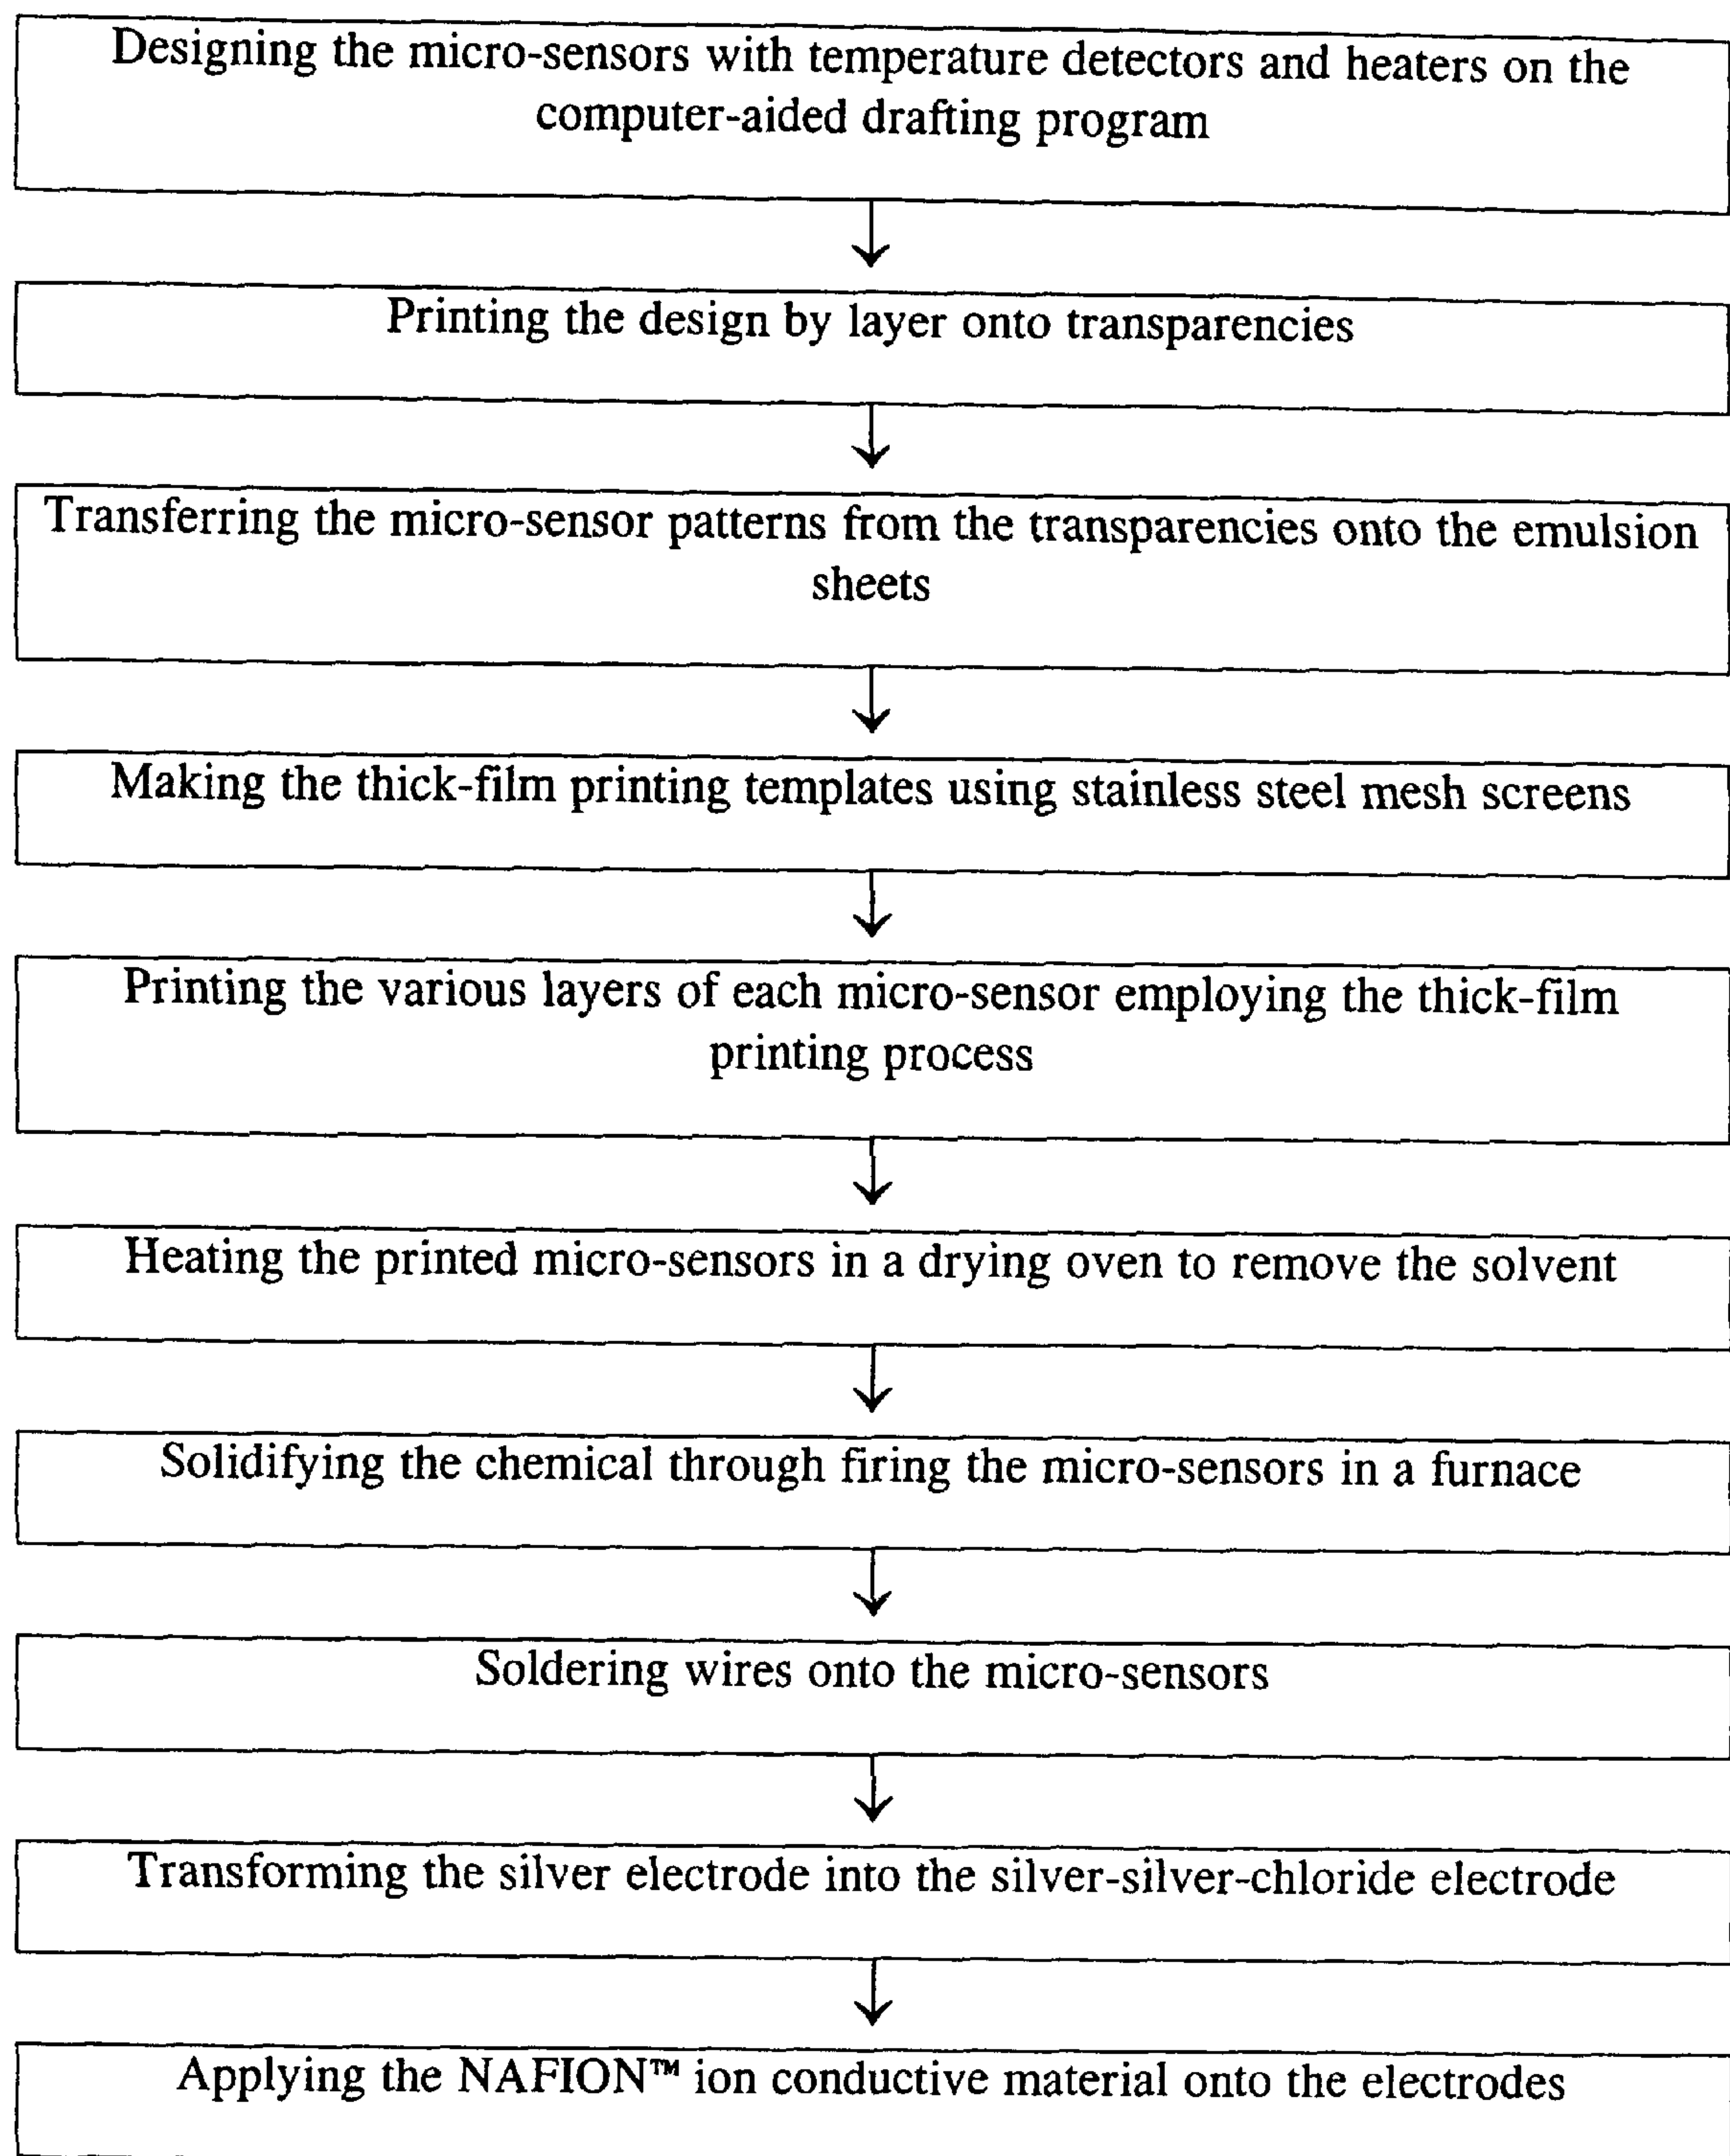 Designing the micro-sensors with temperature detectors and heaters on the
computer-aided drafting program
Printing the design by layer onto transparencies
Transferring the micro-sensor patterns from the transparencies onto the emulsion
sheets
Making the thick-film printing templates using stainless steel mesh screens
Printing the various layers of each micro-sensor employing the thick-film
printing process
Heating the printed micro-sensors in a drying oven to remove the solvent
Solidifying the chemical through firing the micro-sensors in a furnace
Soldering wires onto the micro-sensors
Transforming the silver electrode into the silver-silver-chloride electrode
Applying the NAFION™ ion conductive material onto the electrodes